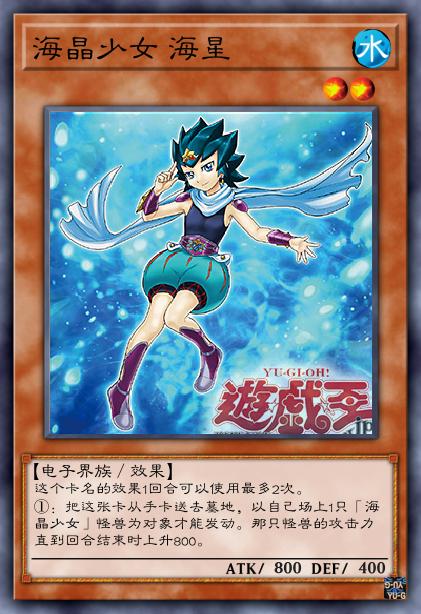 海晶少女 海星
水
YU-GI-OH!
遊戯王
.jp
【电子界族/效果】
这个卡名的效果1回合可以使用最多2次。
①：把这张卡从手卡送去墓地，以自己场上1只「海
晶少女」怪兽为对象才能发动。那只怪兽的攻击力
直到回合结束时上升800。
ATK/ 800 DEF/ 400